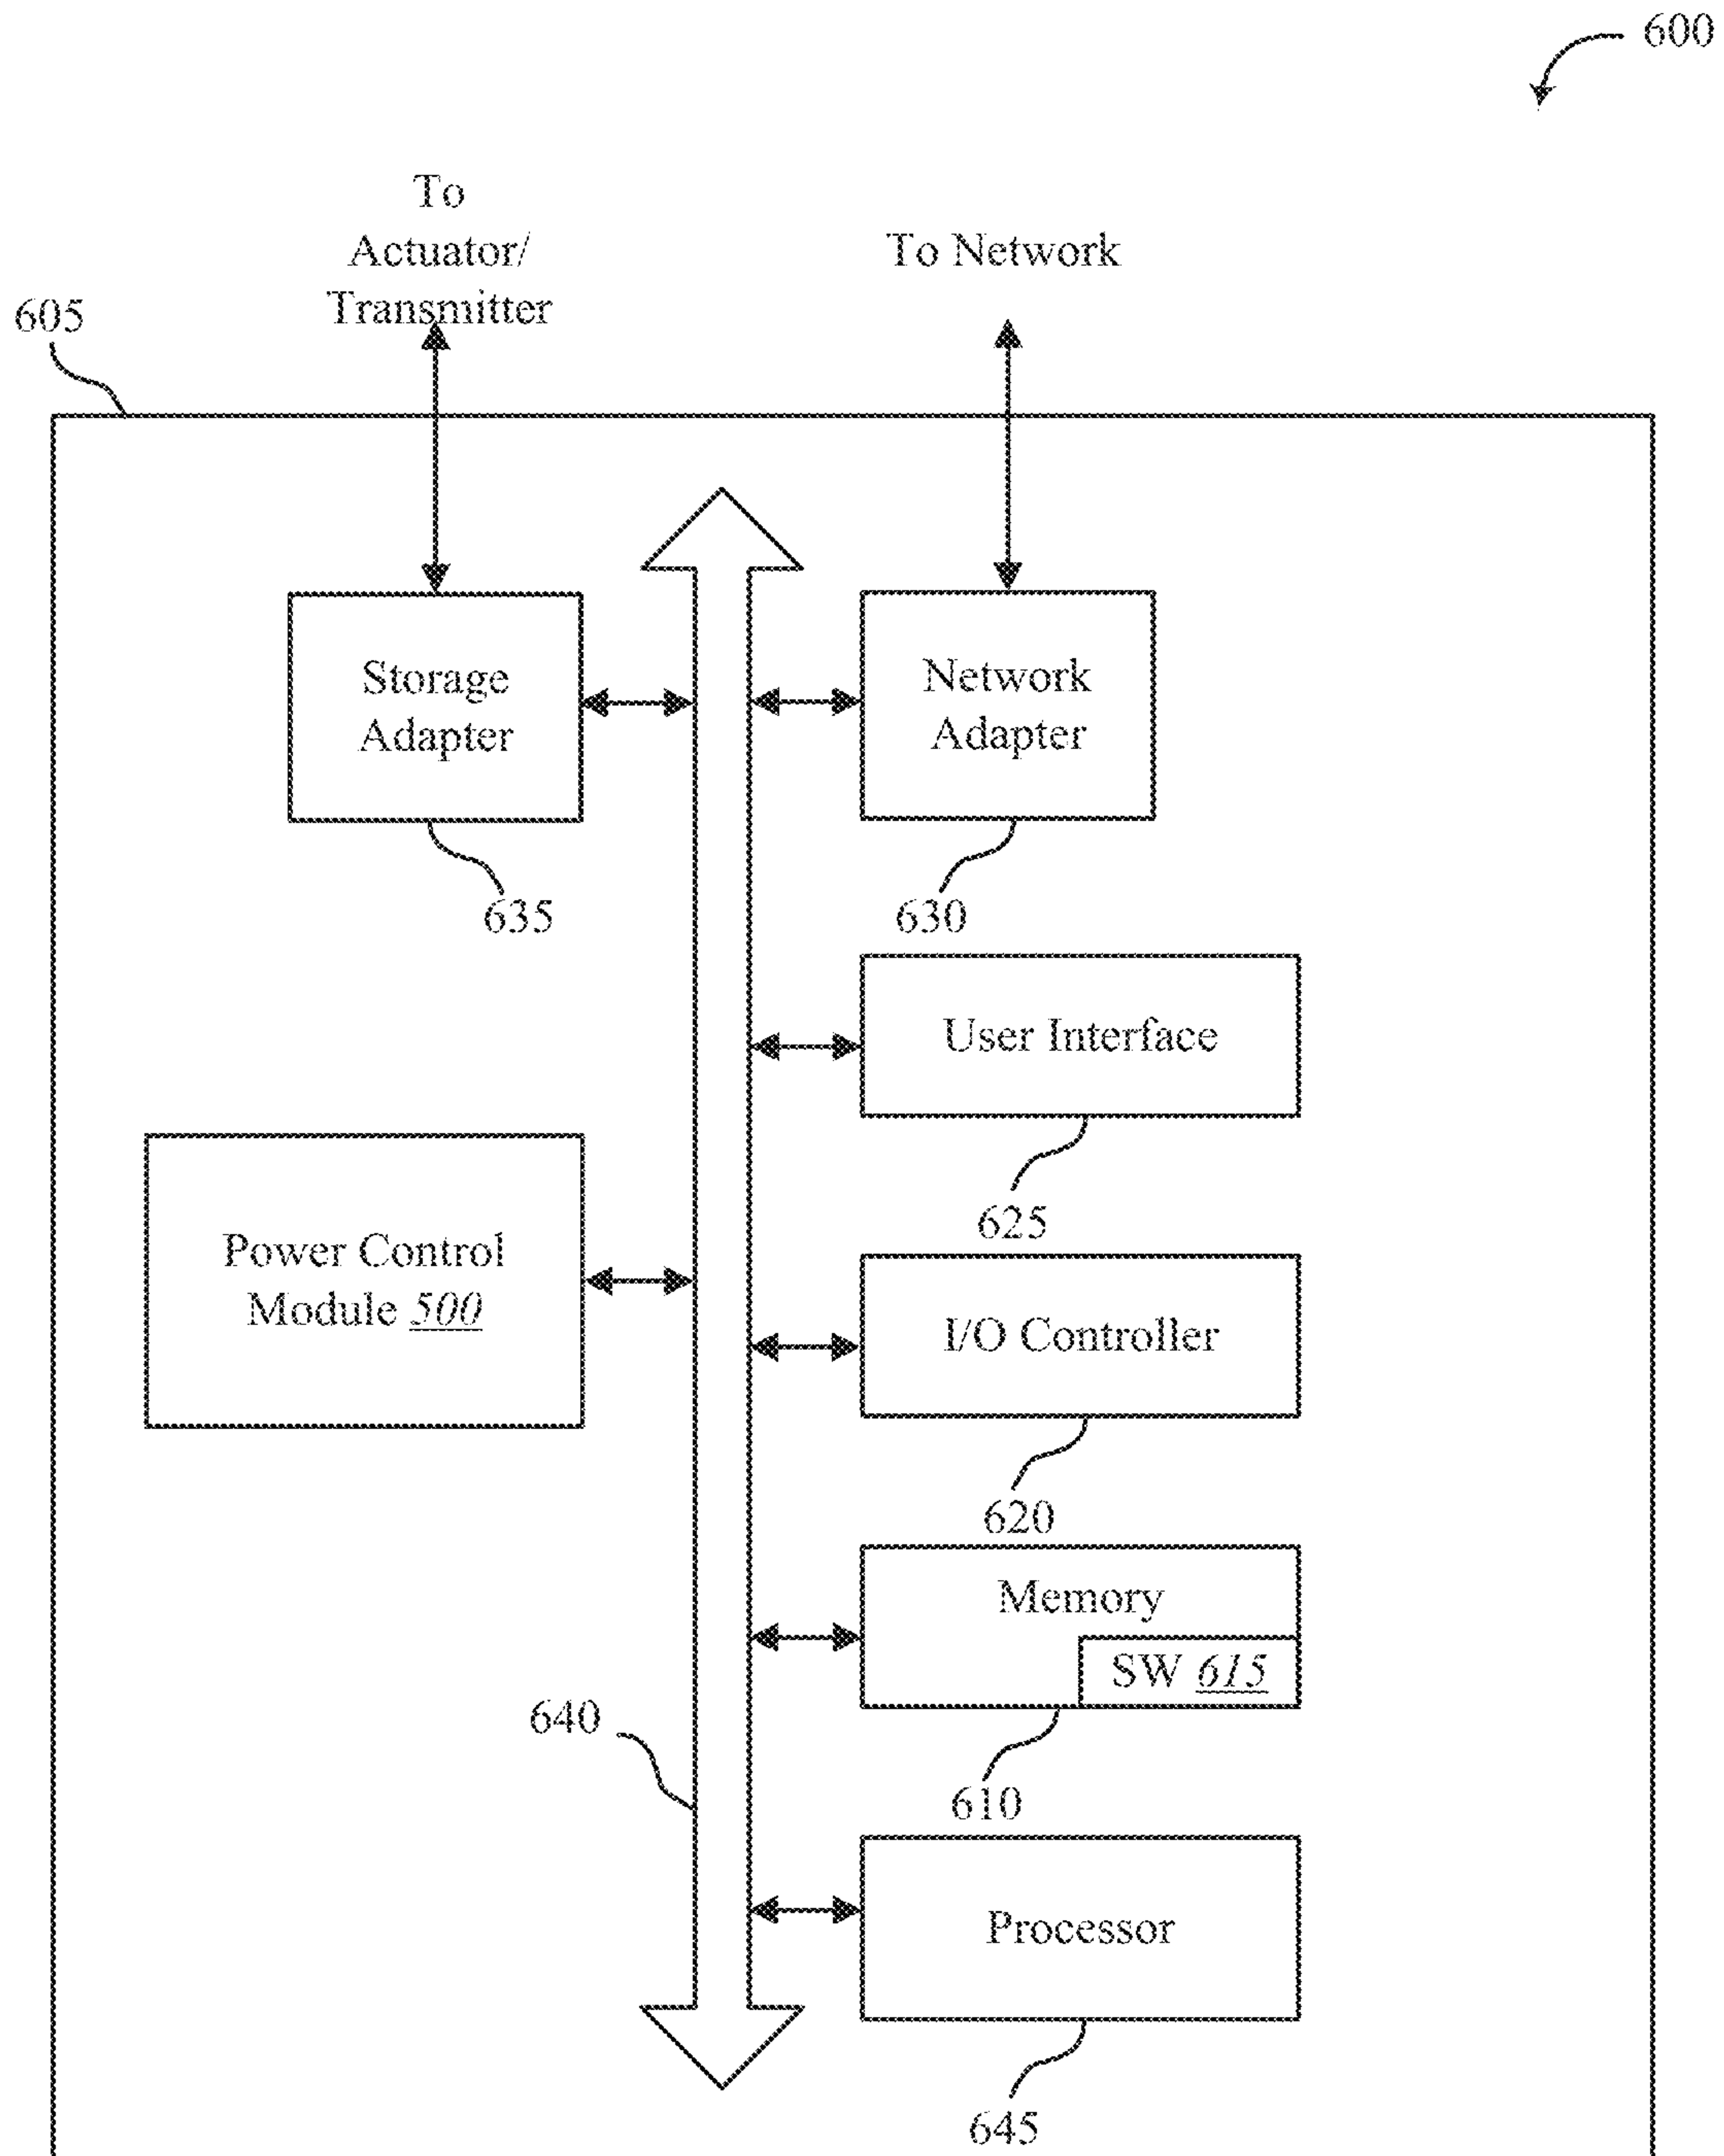 600
To
Actuator/
Transmitter
To Network
605
Storage
Adapter
Network
Adapter
635
630
User Interface
625
Power Control
Module 500
I/O Controller
620
Memory
SW 615
640
610
Processor
645